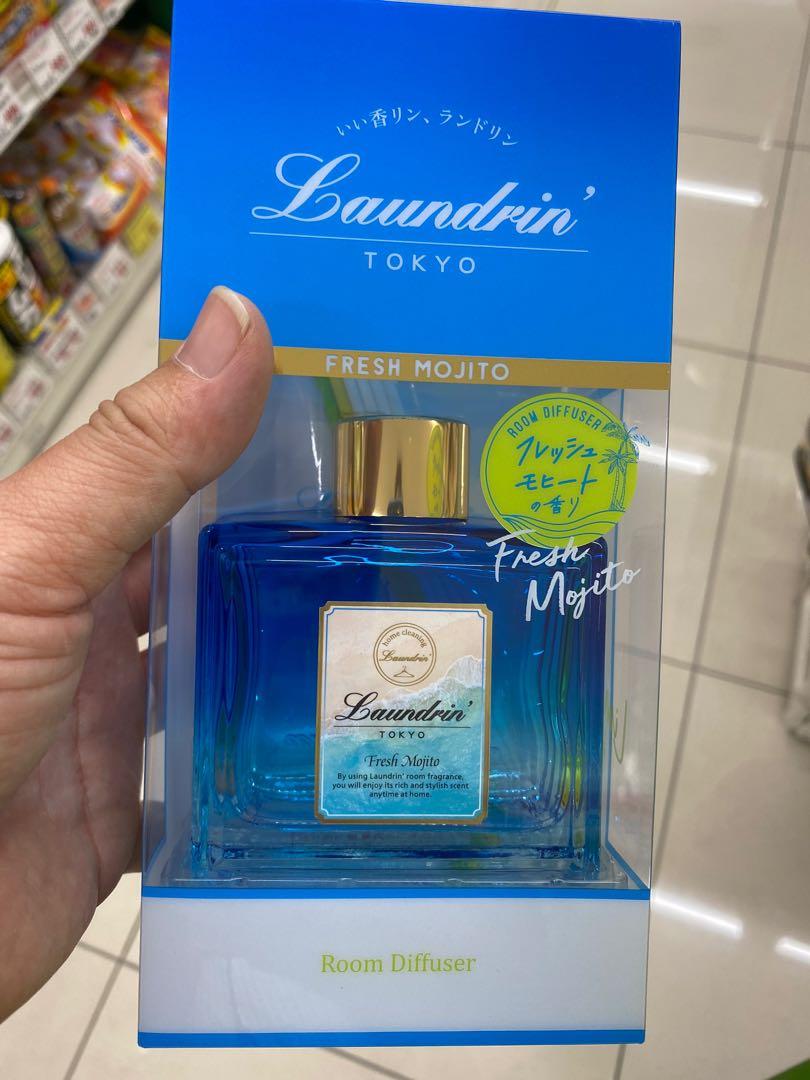 いい香リン、ランドリン
Laundrin'
TOKYO
FRESH MOJITO
ROOM DIFFUSER
フレッシュ
モヒート
の香り
Fresh
Mojito
home cleaning
Laundrin'
Laundrin'
TOKYO
Fresh Mojito
By using Laundrin' room fragrance,
you will enjoy its rich and stylish scent
anytime at home.
Room Diffuser